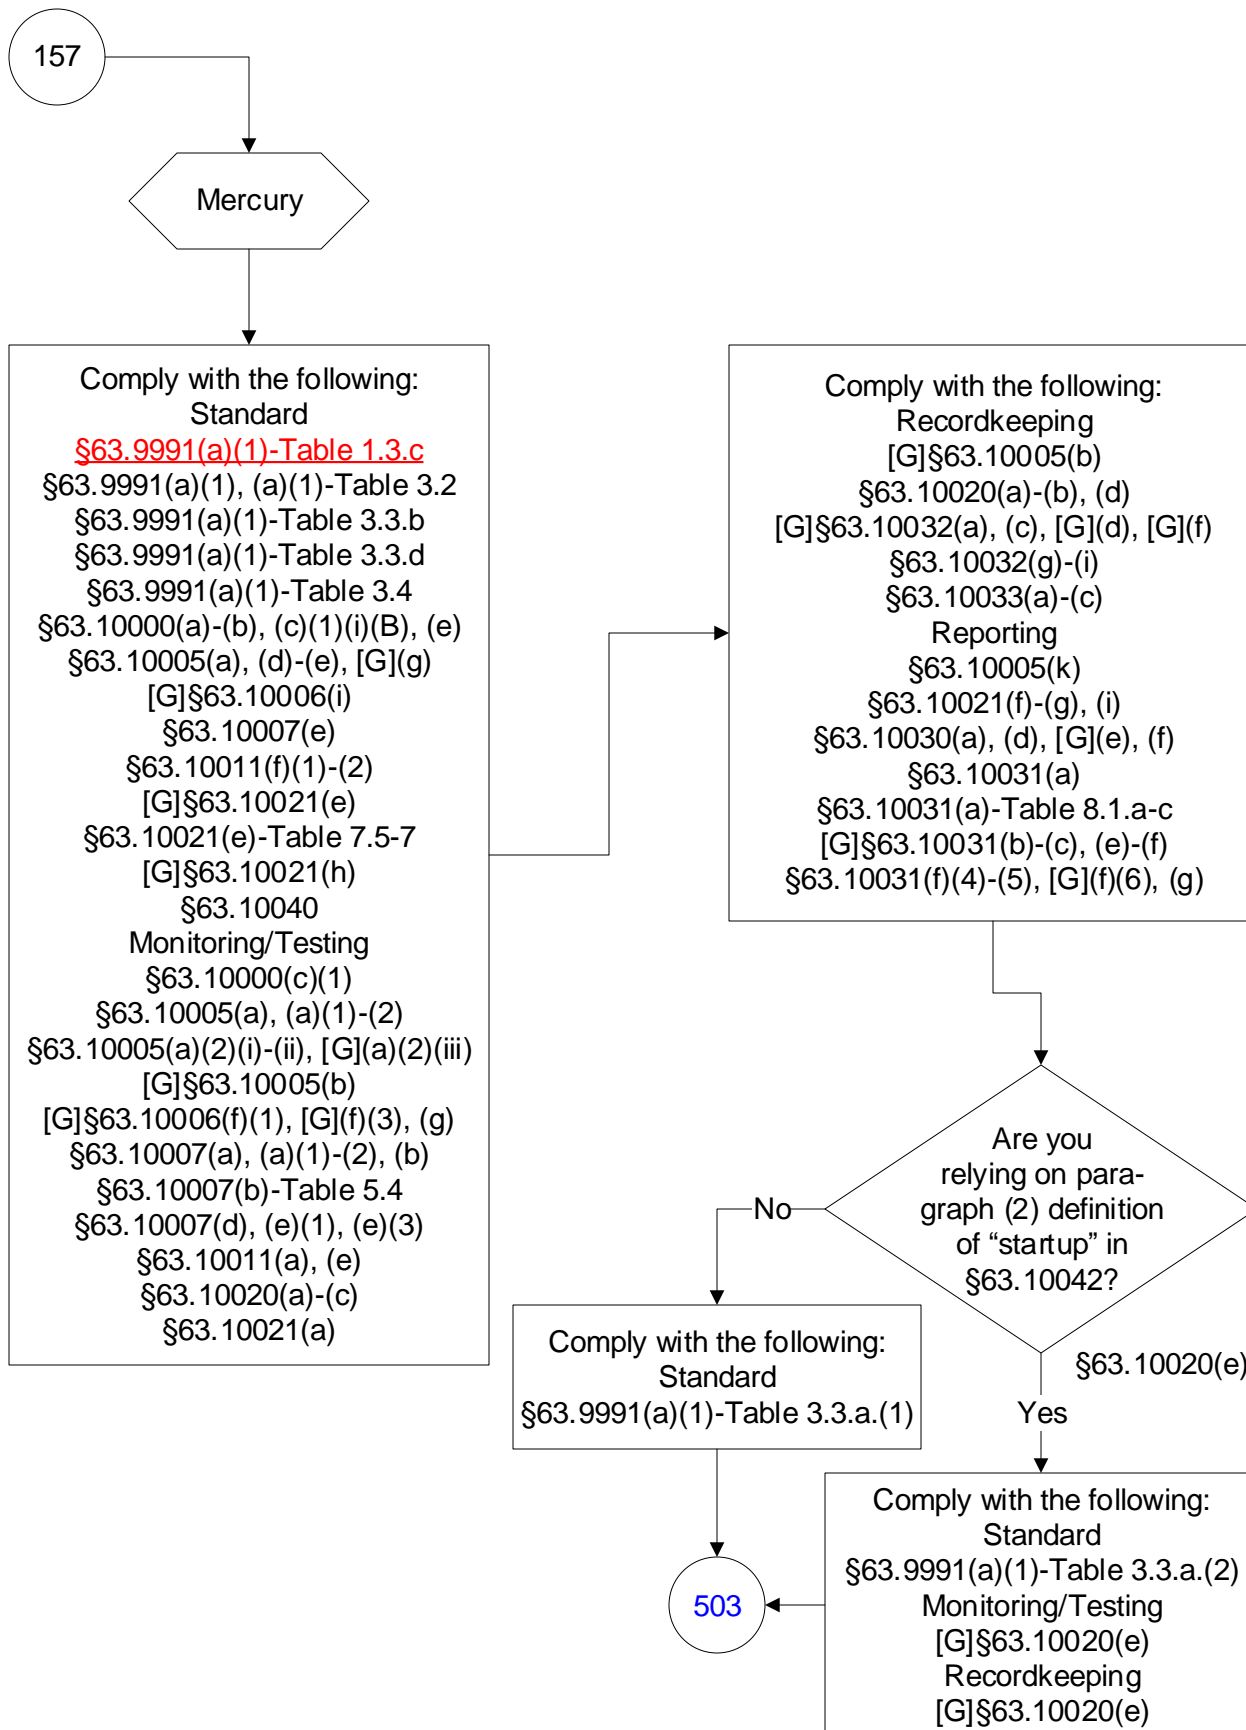 157
Mercury
Comply with the following:
Standard
§63.9991(a)(1)-Table 1.3.c
§63.9991(a)(1), (a)(1)-Table 3.2
§63.9991(a)(1)-Table 3.3.b
§63.9991(a)(1)-Table 3.3.d
§63.9991(a)(1)-Table 3.4
§63.10000(a)-(b), (c)(1)(i)(B), (e)
§63.10005(a), (d)-(e), [G](g)
[G]§63.10006(i)
§63.10007(e)
§63.10011(f)(1)-(2)
[G]§63.10021(e)
§63.10021(e)-Table 7.5-7
[G]§63.10021(h)
§63.10040
Monitoring/Testing
§63.10000(c)(1)
§63.10005(a), (a)(1)-(2)
§63.10005(a)(2)(i)-(ii), [G](a)(2)(iii)
[G]§63.10005(b)
[G]§63.10006(f)(1), [G](f)(3), (g)
§63.10007(a), (a)(1)-(2), (b)
§63.10007(b)-Table 5.4
§63.10007(d), (e)(1), (e)(3)
§63.10011(a), (e)
§63.10020(a)-(c)
§63.10021(a)
Comply with the following:
Recordkeeping
[G]§63.10005(b)
§63.10020(a)-(b), (d)
[G]§63.10032(a), (c), [G](d), [G](f)
§63.10032(g)-(i)
§63.10033(a)-(c)
Reporting
§63.10005(k)
§63.10021(f)-(g), (i)
§63.10030(a), (d), [G](e), (f)
§63.10031(a)
§63.10031(a)-Table 8.1.a-c
[G]§63.10031(b)-(c), (e)-(f)
§63.10031(f)(4)-(5), [G](f)(6), (g)
Are you
relying on para-
graph (2) definition
of “startup” in
§63.10042?
No
Comply with the following:
Standard
§63.9991(a)(1)-Table 3.3.a.(1)
§63.10020(e)
Yes
Comply with the following:
Standard
§63.9991(a)(1)-Table 3.3.a.(2)
Monitoring/Testing
[G]§63.10020(e)
Recordkeeping
[G]§63.10020(e)
503